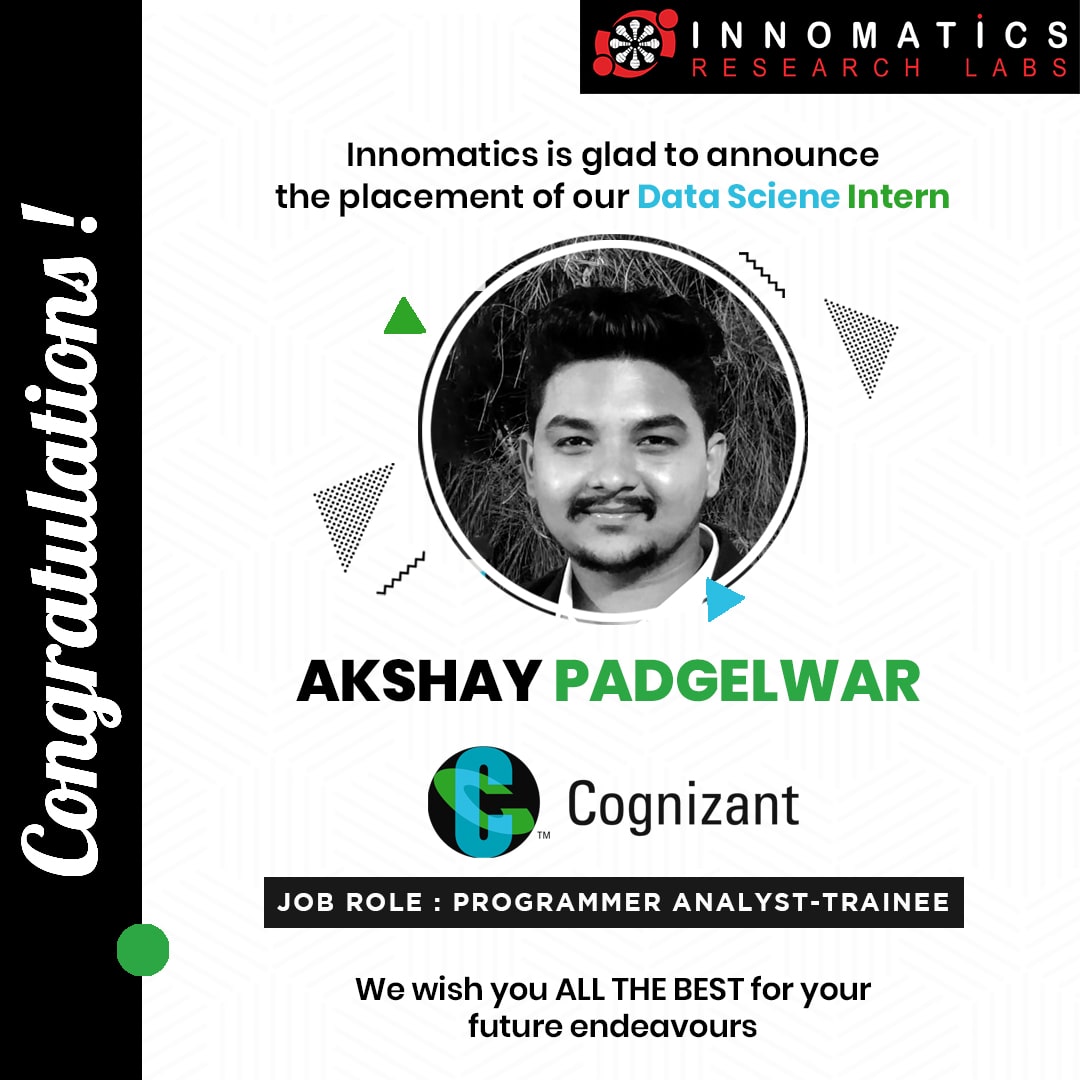 INNOMATICS
RESEARCH LABS
Congratulations !
Innomatics is glad to announce
the placement of our Data Sciene Intern
AKSHAY PADGELWAR
C TM Cognizant
JOB ROLE : PROGRAMMER ANALYST-TRAINEE
We wish you ALL THE BEST for your
future endeavours